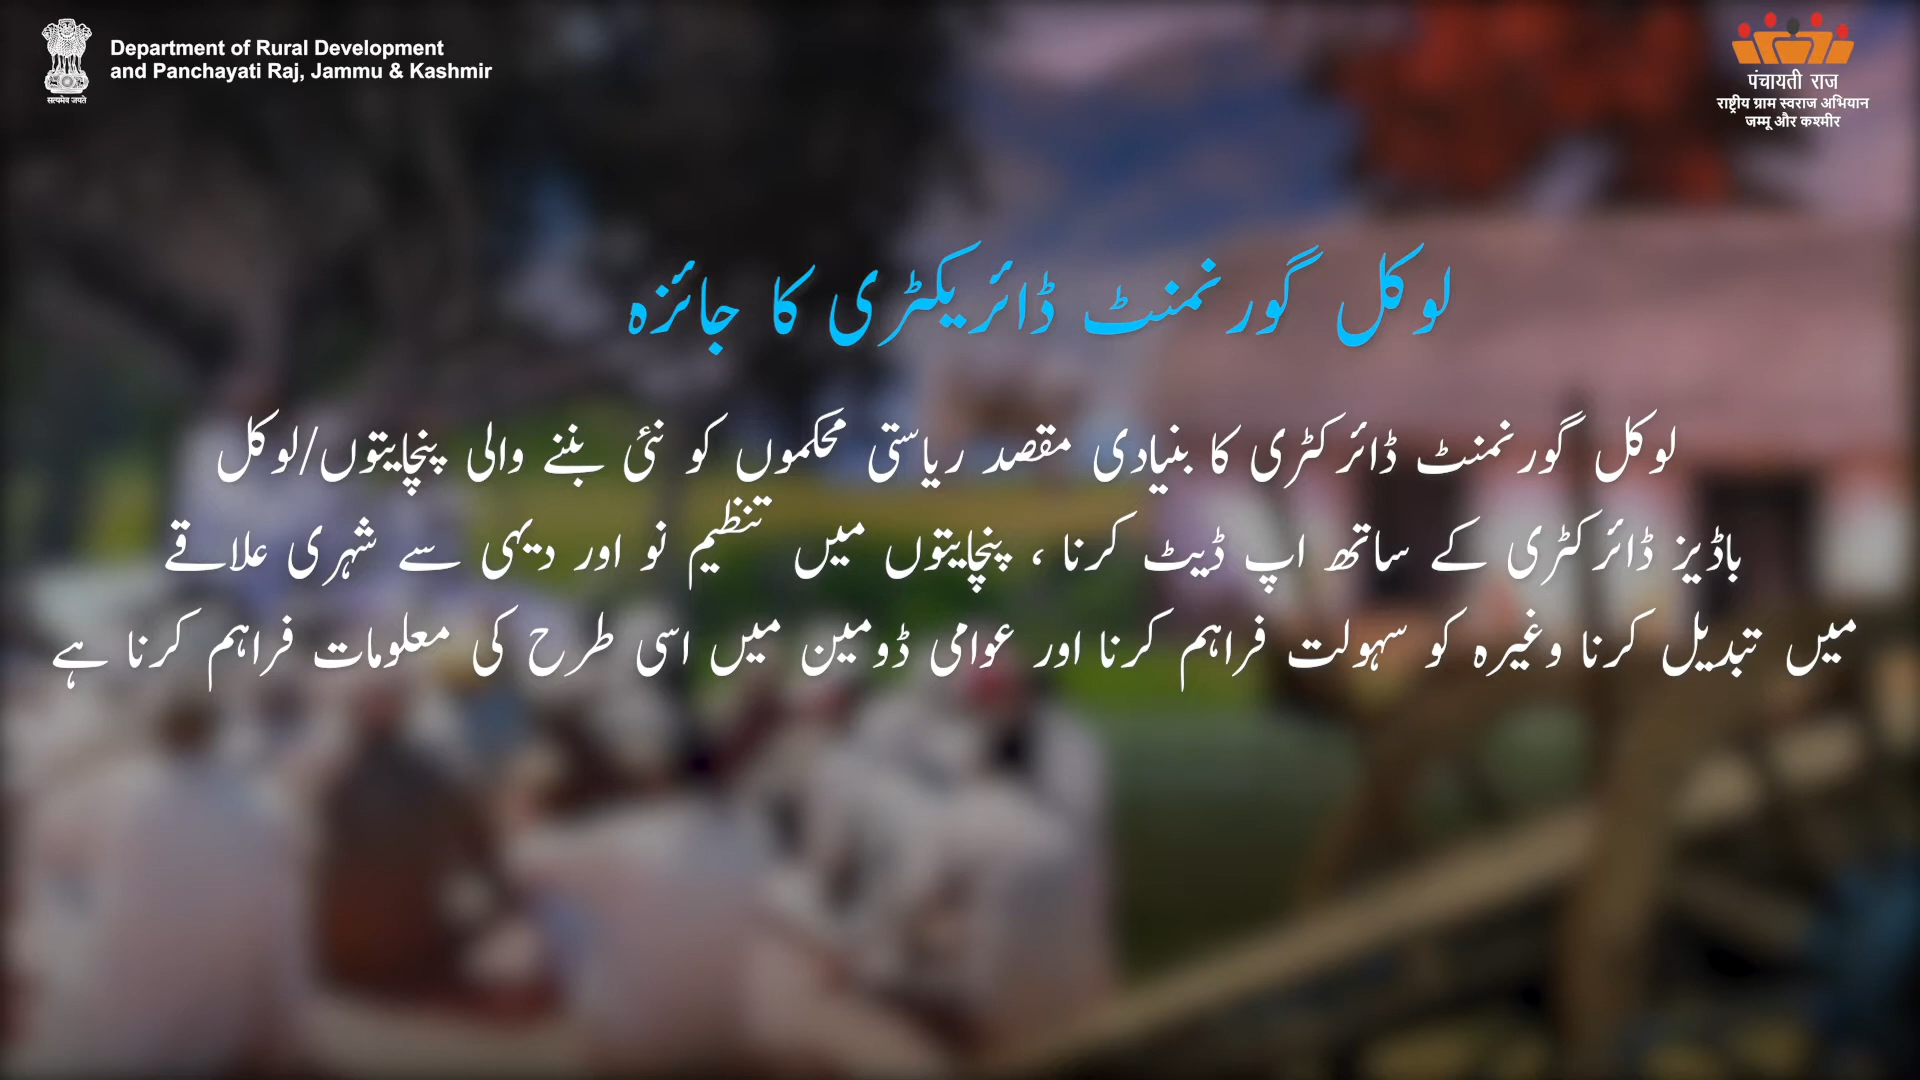 Department of Rural Development
and Panchayati Raj, Jammu & Kashmir
सत्यमेव जयते
पंचायती राज
राष्ट्रीय ग्राम स्वराज अभियान
जम्मू और कश्मीर
لوکل گورنمنٹ ڈائریکٹری کا جائزہ
لوکل گورنمنٹ ڈائرکٹری کا بنیادی مقصد ریاستی محکموں کو نئی بننے والی پنچایتوں/لوکل
باڈیز ڈائرکٹری کے ساتھ اپ ڈیٹ کرنا ، پنچایتوں میں تنظیم نو اور دیہی سے شہری علاقے
میں تبدیل کرنا وغیرہ کو سہولت فراہم کرنا اور عوامی ڈومین میں اسی طرح کی معلومات فراہم کرنا ہے